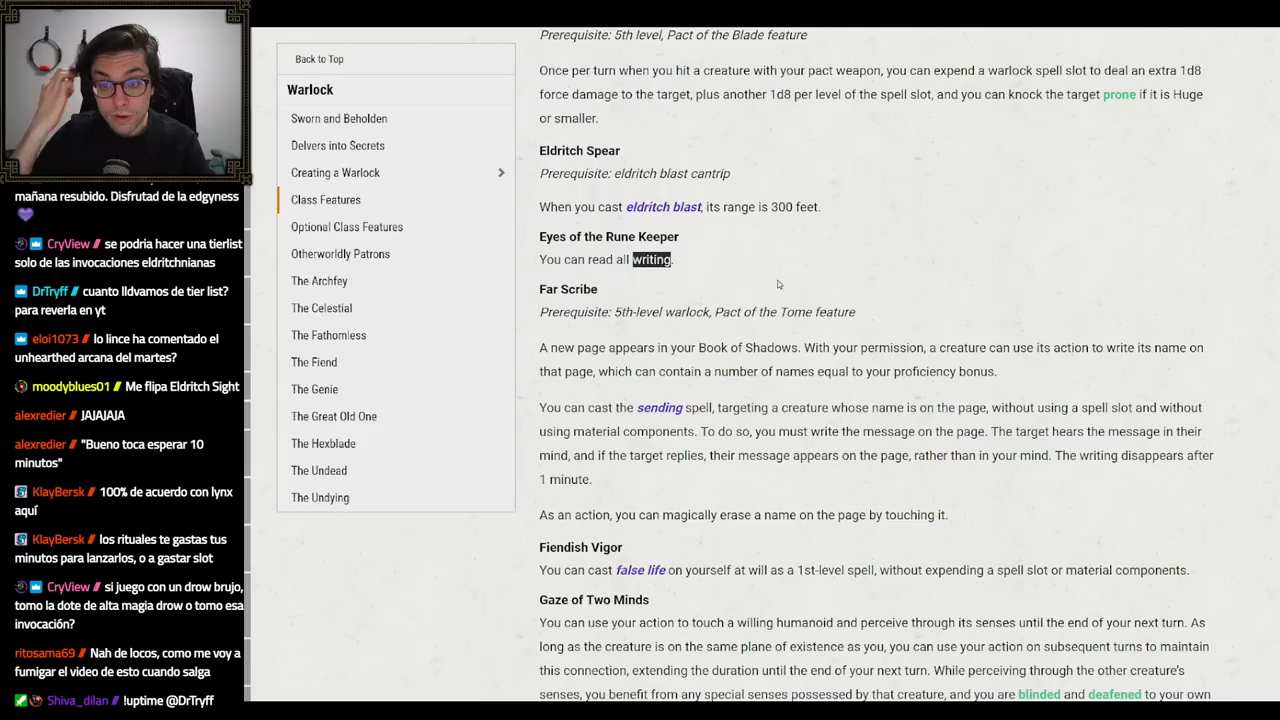 mañana resubido. Disfrutad de la edgyness
CryView // se podria hacer una tierlist
solo de las invocaciones eldritchnianas
DrTryff // cuanto lldvamos de tier list?
para reverla en yt
eloi1073 // lo lince ha comentado el
unhearthed arcana del martes?
moodyblues01 // Me flipa Eldritch Sight
alexredier // JAJAJAJA
alexredier // "Bueno toca esperar 10
minutos"
KlayBersk // 100% de acuerdo con lynx
aquí
KlayBersk // los rituales te gastas tus
minutos para lanzarlos, o a gastar slot
CryView // si juego con un drow brujo,
tomo la dote de alta magia drow o tomo esa
invocación?
ritosama69 // Nah de locos, como me voy a
fumigar el video de esto cuando salga
Shiva_dilan // !uptime @DrTryff
Back to Top
Warlock
Sworn and Beholden
Delvers into Secrets
Creating a Warlock
Class Features
Optional Class Features
Otherworldly Patrons
The Archfey
The Celestial
The Fathomless
The Fiend
The Genie
The Great Old One
The Hexblade
The Undead
The Undying
Prerequisite: 5th level, Pact of the Blade feature
Once per turn when you hit a creature with your pact weapon, you can expend a warlock spell slot to deal an extra 1d8
force damage to the target, plus another 1d8 per level of the spell slot, and you can knock the target prone if it is Huge
or smaller.
Eldritch Spear
Prerequisite: eldritch blast cantrip
When you cast eldritch blast, its range is 300 feet.
Eyes of the Rune Keeper
You can read all writing.
Far Scribe
Prerequisite: 5th-level warlock, Pact of the Tome feature
A new page appears in your Book of Shadows. With your permission, a creature can use its action to write its name on
that page, which can contain a number of names equal to your proficiency bonus.
You can cast the sending spell, targeting a creature whose name is on the page, without using a spell slot and without
using material components. To do so, you must write the message on the page. The target hears the message in their
mind, and if the target replies, their message appears on the page, rather than in your mind. The writing disappears after
1 minute.
As an action, you can magically erase a name on the page by touching it.
Fiendish Vigor
You can cast false life on yourself at will as a 1st-level spell, without expending a spell slot or material components.
Gaze of Two Minds
You can use your action to touch a willing humanoid and perceive through its senses until the end of your next turn. As
long as the creature is on the same plane of existence as you, you can use your action on subsequent turns to maintain
this connection, extending the duration until the end of your next turn. While perceiving through the other creature's
senses, you benefit from any special senses possessed by that creature, and you are blinded and deafened to your own